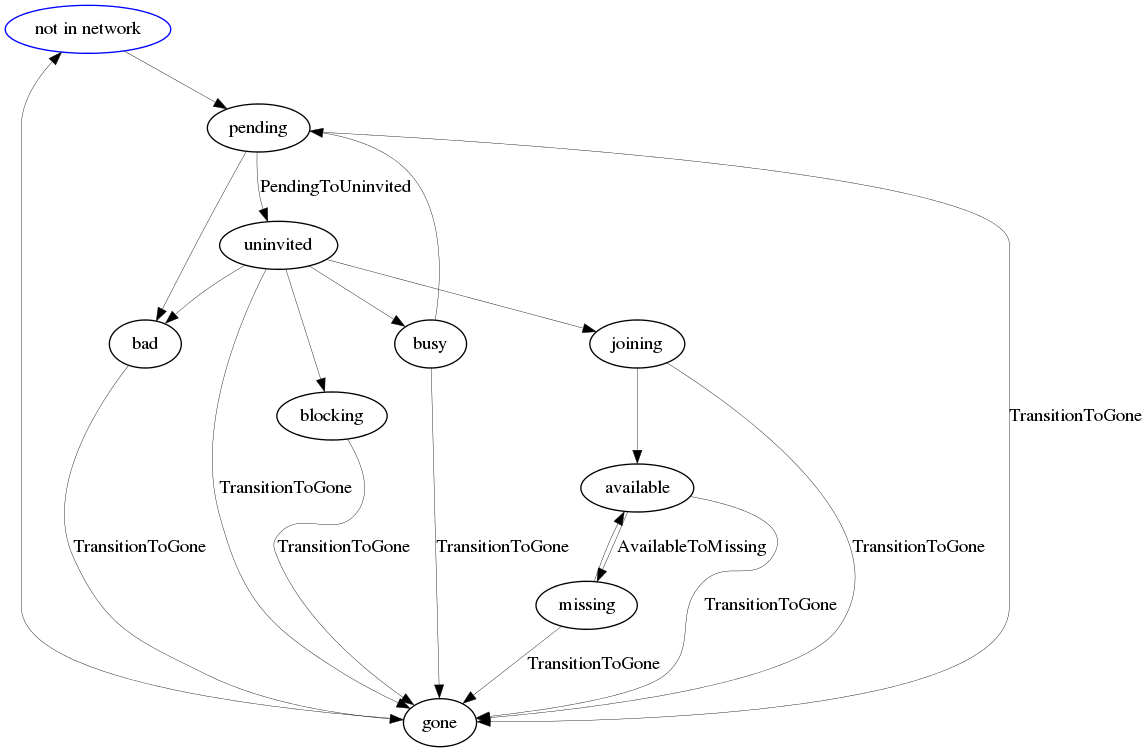 not in network
pending
PendingToUninvited
uninvited
bad
busy
joining
blocking
TransitionToGone
TransitionToGone
available
TransitionToGone
TransitionToGone
TransitionToGone
AvailableToMissing
TransitionToGone
missing
TransitionToGone
TransitionToGone
gone